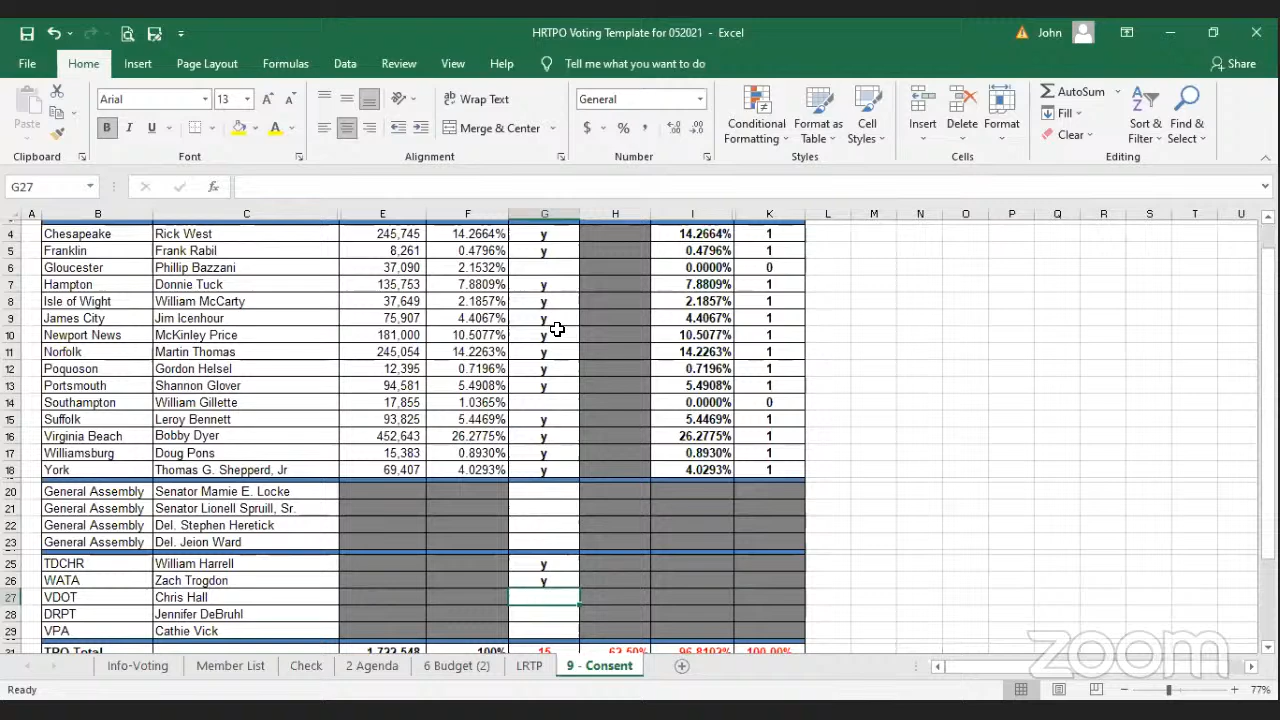 HRTPO Voting Template for 052021 - Excel
John
File Home Insert Page Layout Formulas Data Review View Help Tell me what you want to do Share
Paste
Clipboard
Arial 13
B I U
Font
Wrap Text
Merge & Center
Alignment
General
$ % ,
Number
Conditional Formatting
Format as Table
Cell Styles
Styles
Insert Delete Format
Cells
AutoSum
Fill
Clear
Sort & Filter
Find & Select
Editing
G27 fx
A B C E F G H I K L M N O P Q R S T U
4 Chesapeake Rick West 245,745 14.2664% y 14.2664% 1
5 Franklin Frank Rabil 8,261 0.4796% y 0.4796% 1
6 Gloucester Phillip Bazzani 37,090 2.1532% 0.0000% 0
7 Hampton Donnie Tuck 135,753 7.8809% y 7.8809% 1
8 Isle of Wight William McCarty 37,649 2.1857% y 2.1857% 1
9 James City Jim Icenhour 75,907 4.4067% y 4.4067% 1
10 Newport News McKinley Price 181,000 10.5077% y 10.5077% 1
11 Norfolk Martin Thomas 245,054 14.2263% y 14.2263% 1
12 Poquoson Gordon Helsel 12,395 0.7196% y 0.7196% 1
13 Portsmouth Shannon Glover 94,581 5.4908% y 5.4908% 1
14 Southampton William Gillette 17,855 1.0365% 0.0000% 0
15 Suffolk Leroy Bennett 93,825 5.4469% y 5.4469% 1
16 Virginia Beach Bobby Dyer 452,643 26.2775% y 26.2775% 1
17 Williamsburg Doug Pons 15,383 0.8930% y 0.8930% 1
18 York Thomas G. Shepperd, Jr 69,407 4.0293% y 4.0293% 1
20 General Assembly Senator Mamie E. Locke
21 General Assembly Senator Lionell Spruill, Sr.
22 General Assembly Del. Stephen Heretick
23 General Assembly Del. Jeion Ward
25 TDCHR William Harrell y
26 WATA Zach Trogdon y
27 VDOT Chris Hall
28 DRPT Jennifer DeBruhl
29 VPA Cathie Vick
31 TPO Total 100% 15 62.50% 96.8103% 100.00%
Info-Voting Member List Check 2 Agenda 6 Budget (2) LRTP 9 - Consent
zoom
Ready 77%